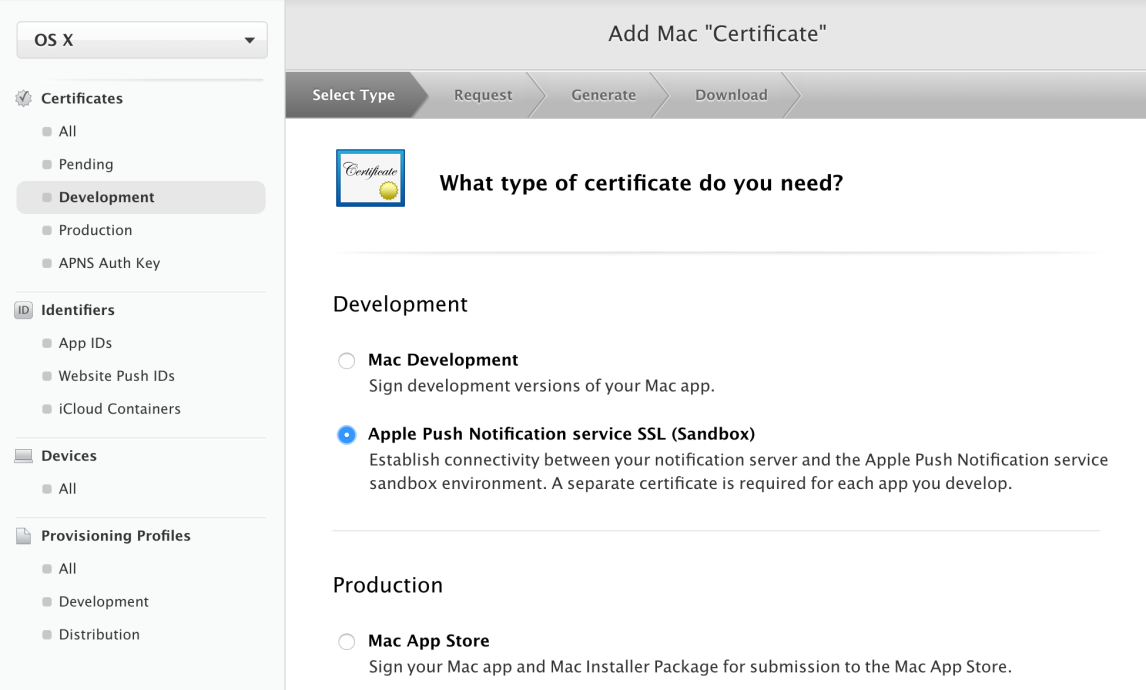 OS X
Certificates
All
Pending
Development
Production
APNS Auth Key
ID Identifiers
App IDs
Website Push IDs
iCloud Containers
Devices
All
Provisioning Profiles
All
Development
Distribution
Add Mac "Certificate"
Select Type Request Generate Download
Certificate
What type of certificate do you need?
Development
Mac Development
Sign development versions of your Mac app.
Apple Push Notification service SSL (Sandbox)
Establish connectivity between your notification server and the Apple Push Notification service
sandbox environment. A separate certificate is required for each app you develop.
Production
Mac App Store
Sign your Mac app and Mac Installer Package for submission to the Mac App Store.